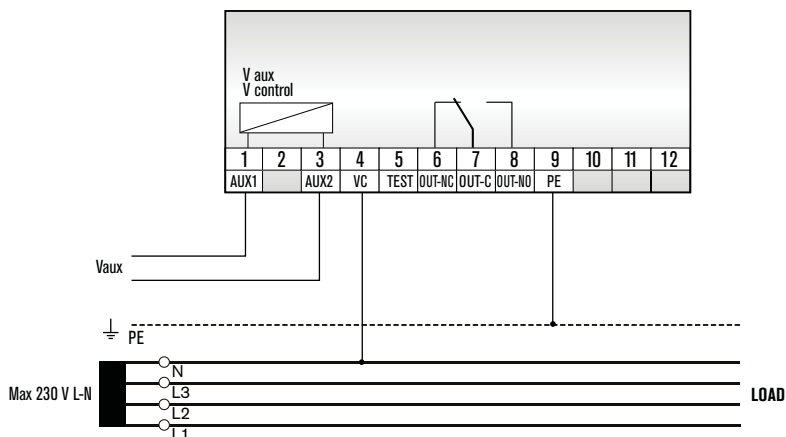 V aux
V control
1 2 3 4 5 6 7 8 9 10 11 12
AUX1 AUX2 VC TEST OUT-NC OUT-C OUT-NO PE
Vaux
PE
N
Max 230 V L-N
L3
LOAD
L2
L1